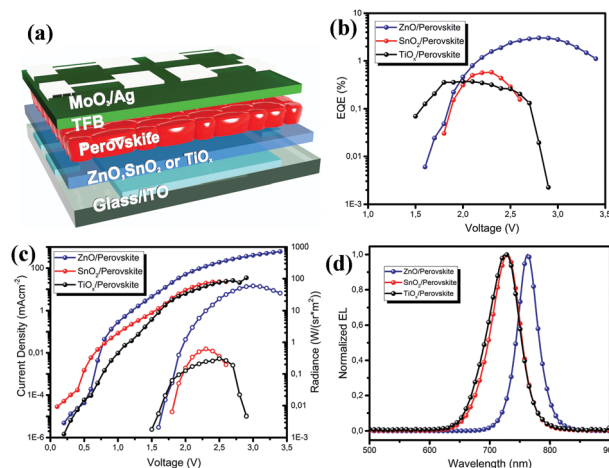 (a)
MoO₃/Ag
TFB
Perovskite
ZnO,SnO₂ or TiOₓ
Glass/ITO
(b)
ZnO/Perovskite
SnO₂/Perovskite
TiOₓ/Perovskite
EQE (%)
1
0,1
0,01
1E-3
1,0 1,5 2,0 2,5 3,0 3,5
Voltage (V)
(c)
ZnO/Perovskite
SnO₂/Perovskite
TiOₓ/Perovskite
Current Density (mAcm⁻²)
100
1
0,01
1E-4
1E-6
Radiance (W/(sr*m²))
1000
100
10
1
0,1
0,01
1E-3
0,0 0,5 1,0 1,5 2,0 2,5 3,0 3,5
Voltage (V)
(d)
ZnO/Perovskite
SnO₂/Perovskite
TiOₓ/Perovskite
Normalized EL
1,0
0,8
0,6
0,4
0,2
0,0
500 600 700 800 900
Wavelength (nm)